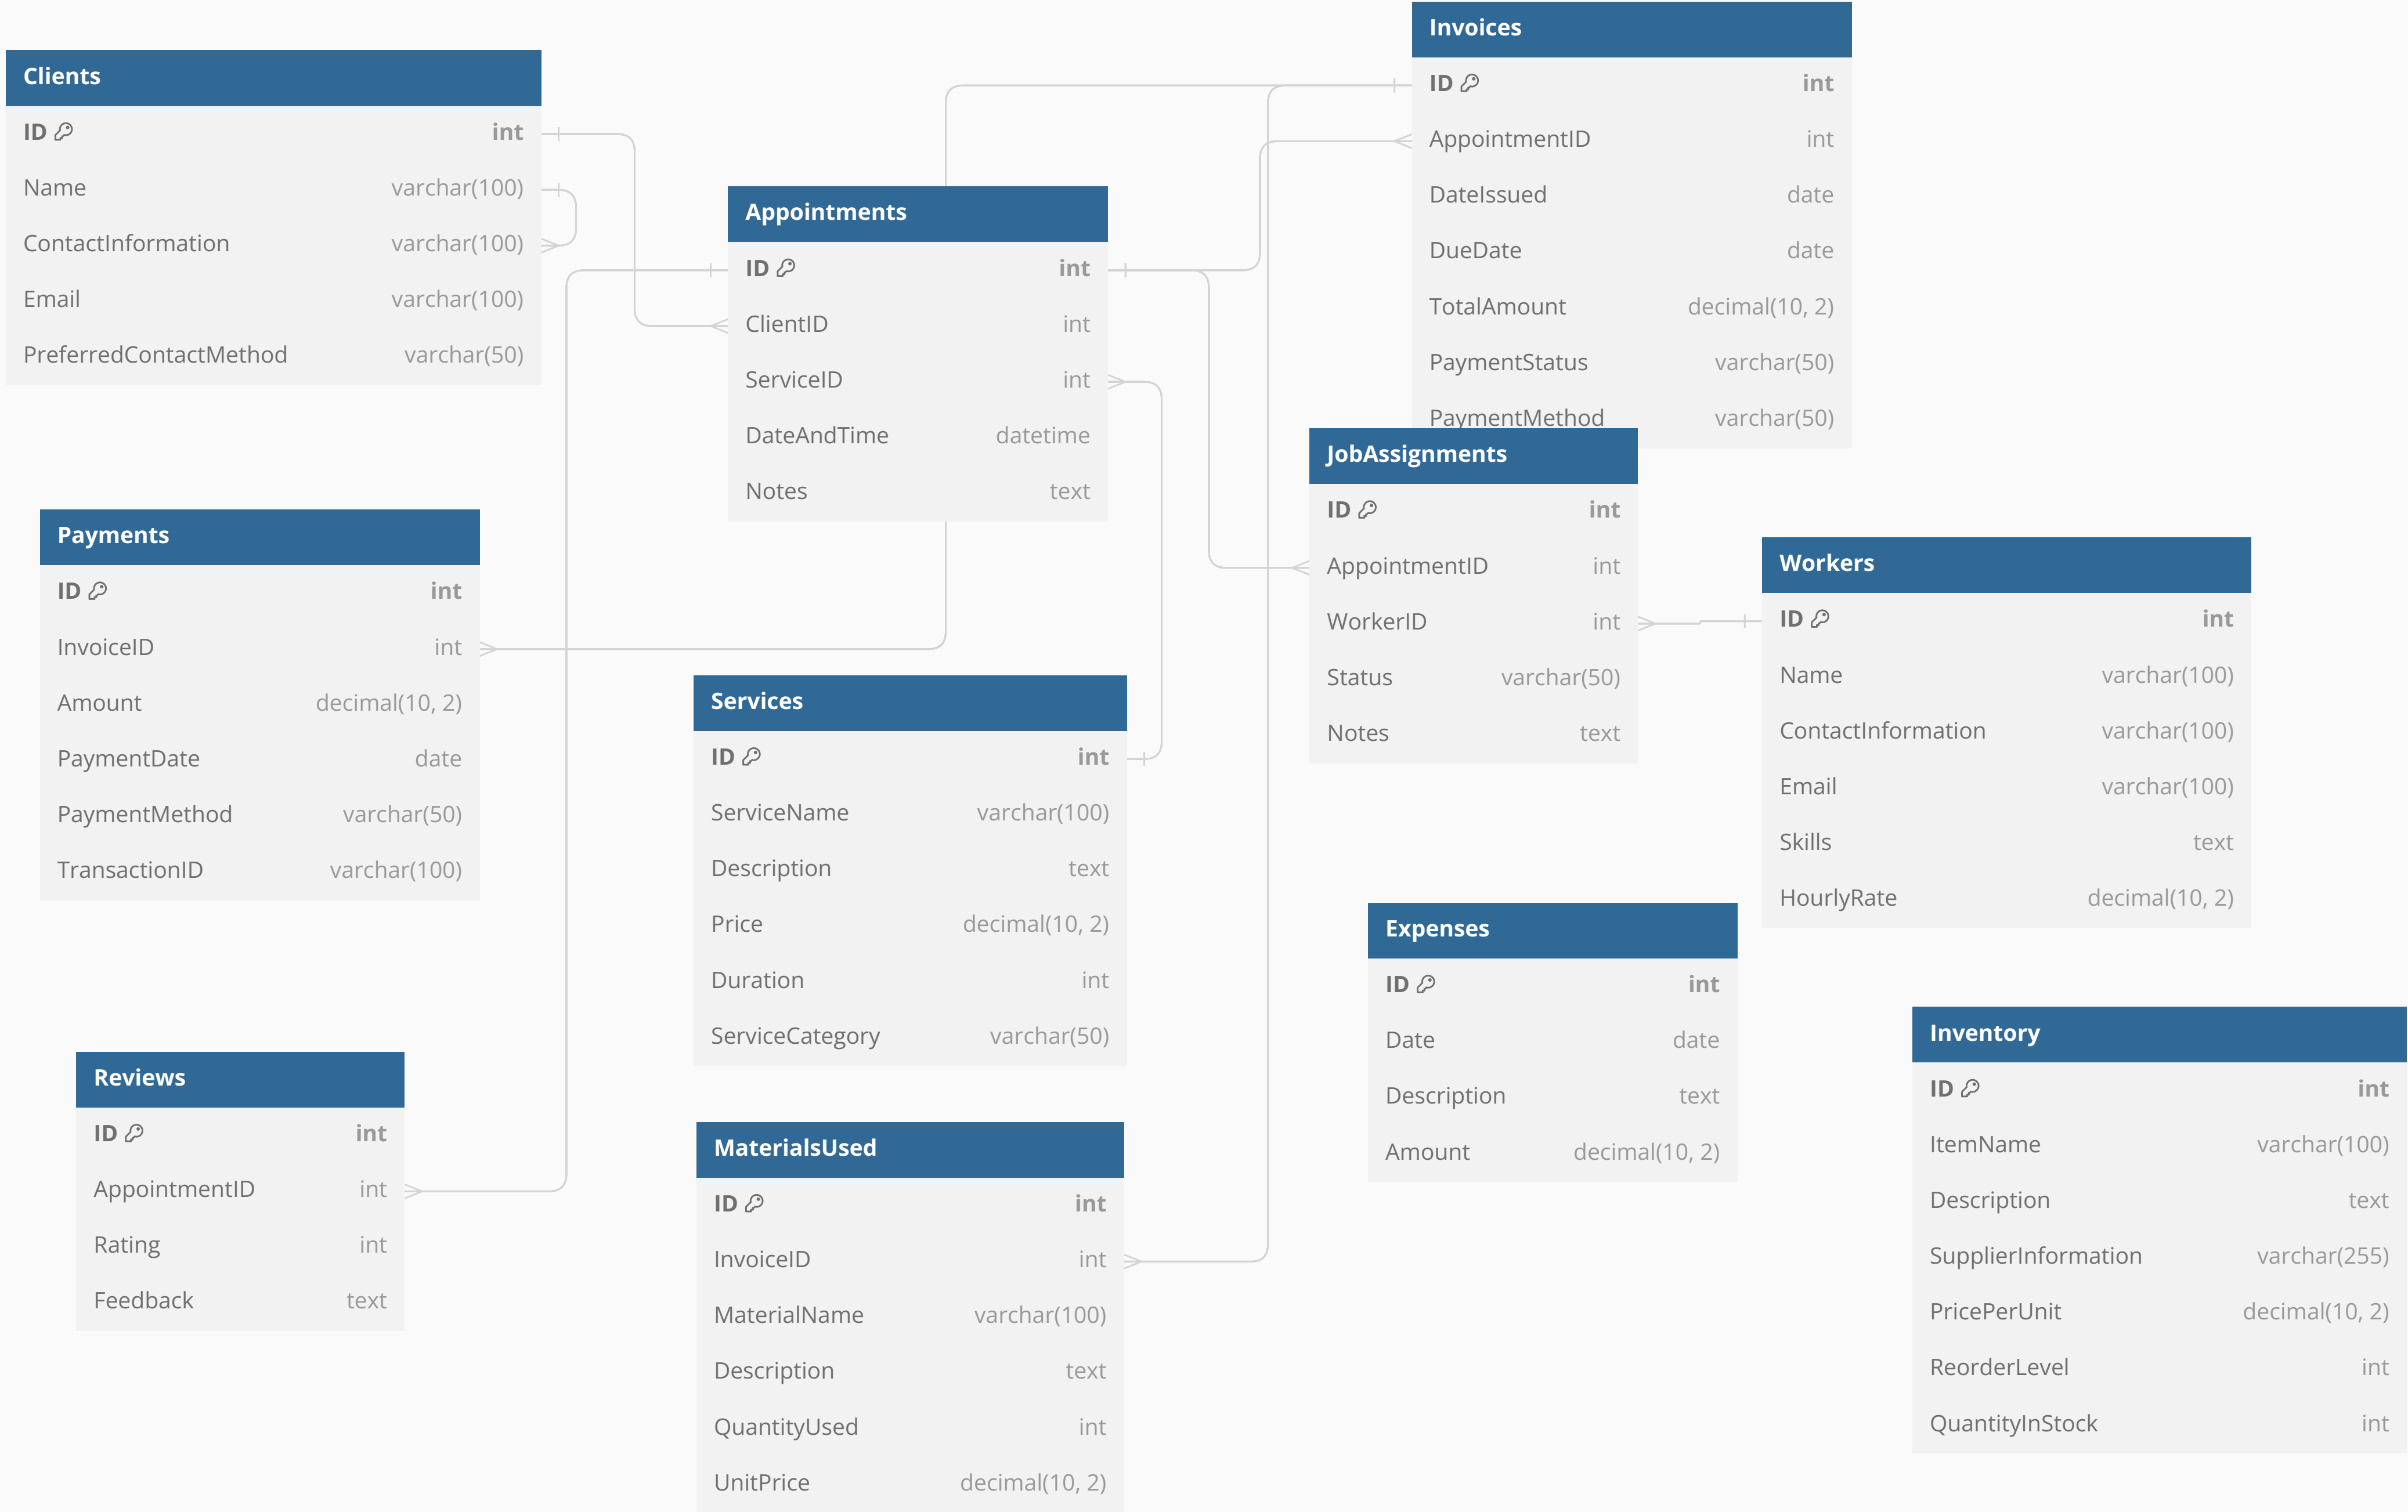 Clients
ID int
Name varchar(100)
ContactInformation varchar(100)
Email varchar(100)
PreferredContactMethod varchar(50)
Appointments
ID int
ClientID int
ServiceID int
DateAndTime datetime
Notes text
Invoices
ID int
AppointmentID int
DateIssued date
DueDate date
TotalAmount decimal(10, 2)
PaymentStatus varchar(50)
PaymentMethod varchar(50)
JobAssignments
ID int
AppointmentID int
WorkerID int
Status varchar(50)
Notes text
Workers
ID int
Name varchar(100)
ContactInformation varchar(100)
Email varchar(100)
Skills text
HourlyRate decimal(10, 2)
Payments
ID int
InvoiceID int
Amount decimal(10, 2)
PaymentDate date
PaymentMethod varchar(50)
TransactionID varchar(100)
Services
ID int
ServiceName varchar(100)
Description text
Price decimal(10, 2)
Duration int
ServiceCategory varchar(50)
Expenses
ID int
Date date
Description text
Amount decimal(10, 2)
Inventory
ID int
ItemName varchar(100)
Description text
SupplierInformation varchar(255)
PricePerUnit decimal(10, 2)
ReorderLevel int
QuantityInStock int
Reviews
ID int
AppointmentID int
Rating int
Feedback text
MaterialsUsed
ID int
InvoiceID int
MaterialName varchar(100)
Description text
QuantityUsed int
UnitPrice decimal(10, 2)